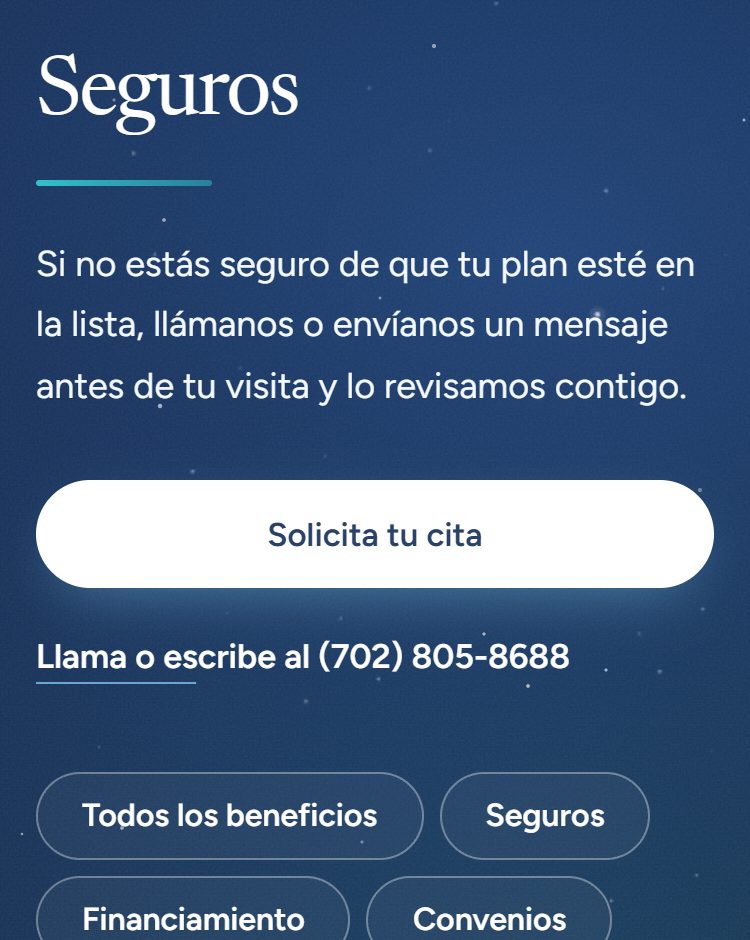 Seguros
Si no estás seguro de que tu plan esté en
la lista, llámanos o envíanos un mensaje
antes de tu visita y lo revisamos contigo.
Solicita tu cita
Llama o escribe al (702) 805-8688
Todos los beneficios
Seguros
Financiamiento
Convenios